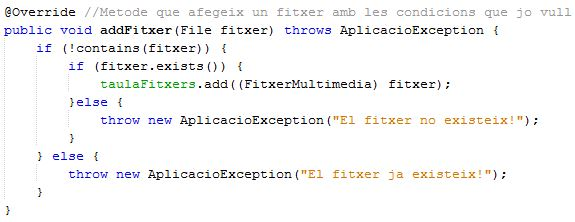 @Override //Metode que afegeix un fitxer amb les condicions que jo vull
public void addFitxer(File fitxer) throws AplicacioException {
    if (!contains(fitxer)) {
        if (fitxer.exists()) {
            taulaFitxers.add((FitxerMultimedia) fitxer);
        }else {
            throw new AplicacioException("El fitxer no existeix!");
        }
    } else {
        throw new AplicacioException("El fitxer ja existeix!");
    }
}